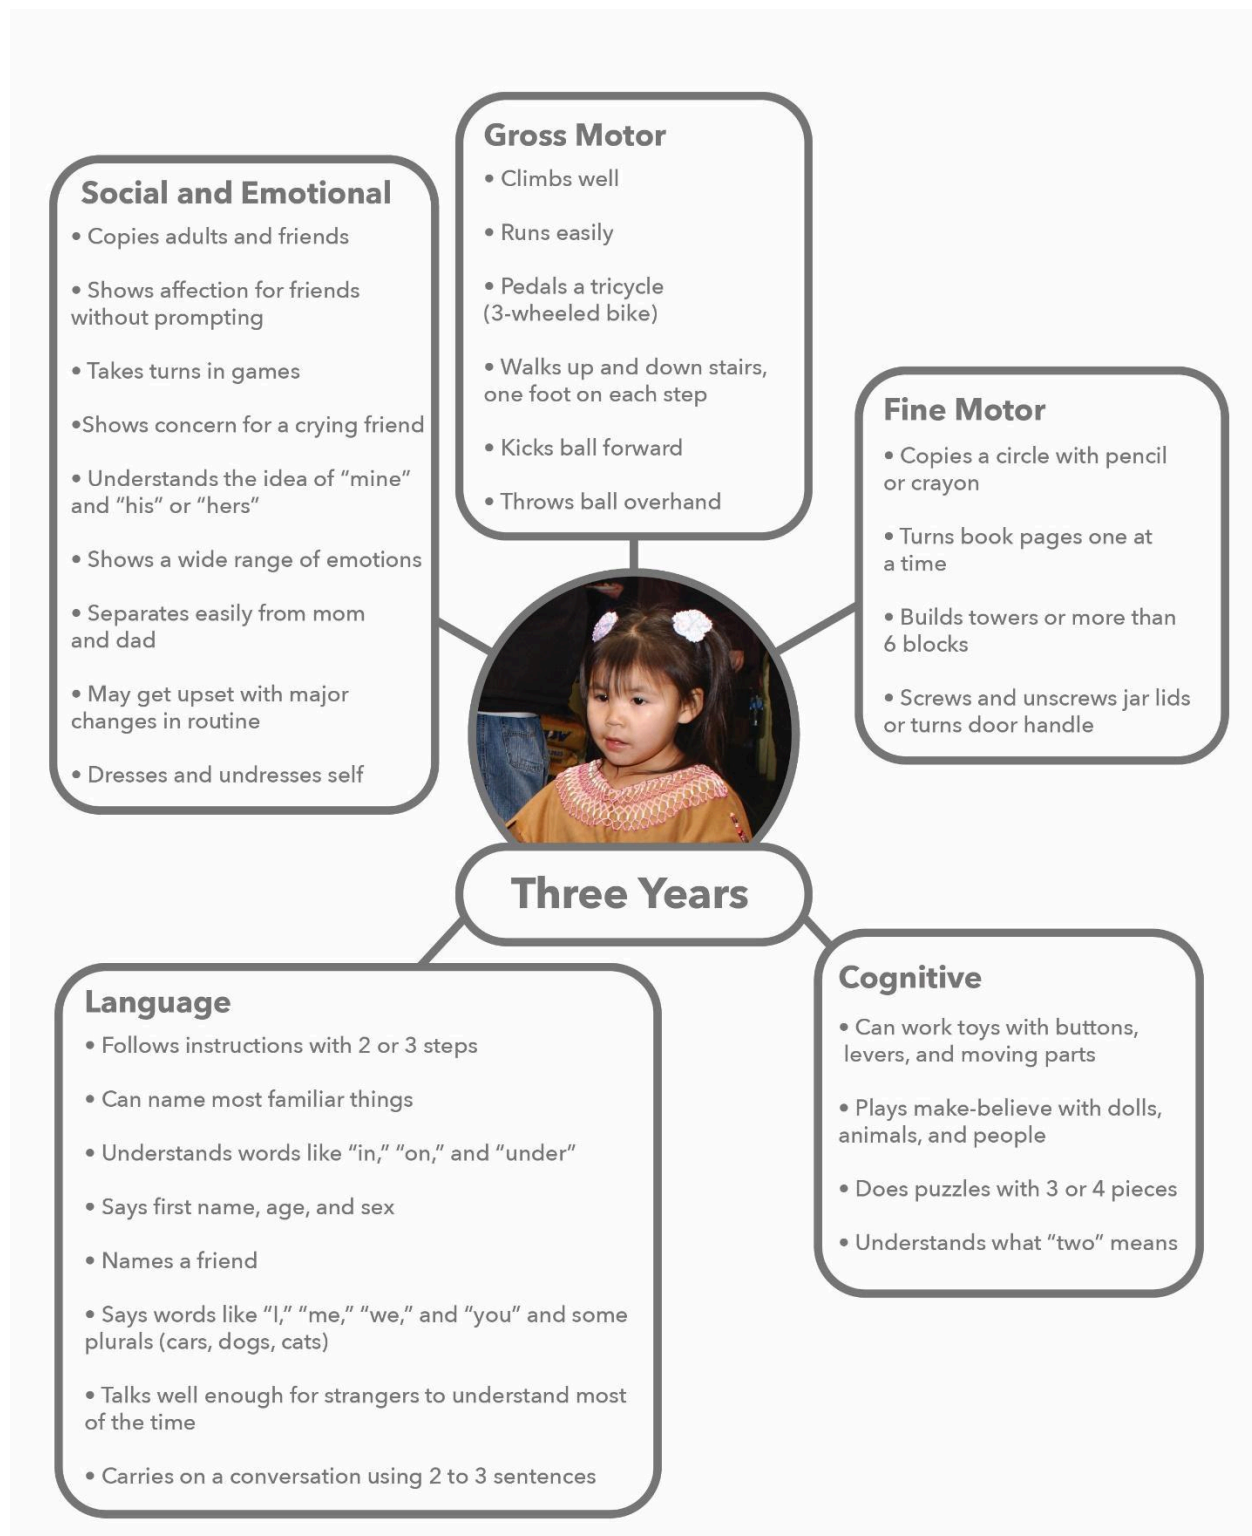 Gross Motor
• Climbs well
• Runs easily
• Pedals a tricycle
(3-wheeled bike)
• Walks up and down stairs,
one foot on each step
• Kicks ball forward
• Throws ball overhand
Social and Emotional
• Copies adults and friends
• Shows affection for friends
without prompting
• Takes turns in games
•Shows concern for a crying friend
• Understands the idea of “mine”
and “his” or “hers”
• Shows a wide range of emotions
• Separates easily from mom
and dad
• May get upset with major
changes in routine
• Dresses and undresses self
Fine Motor
• Copies a circle with pencil
or crayon
• Turns book pages one at
a time
• Builds towers or more than
6 blocks
• Screws and unscrews jar lids
or turns door handle
Three Years
Language
• Follows instructions with 2 or 3 steps
• Can name most familiar things
• Understands words like “in,” “on,” and “under”
• Says first name, age, and sex
• Names a friend
• Says words like “I,” “me,” “we,” and “you” and some
plurals (cars, dogs, cats)
• Talks well enough for strangers to understand most
of the time
• Carries on a conversation using 2 to 3 sentences
Cognitive
• Can work toys with buttons,
levers, and moving parts
• Plays make-believe with dolls,
animals, and people
• Does puzzles with 3 or 4 pieces
• Understands what “two” means